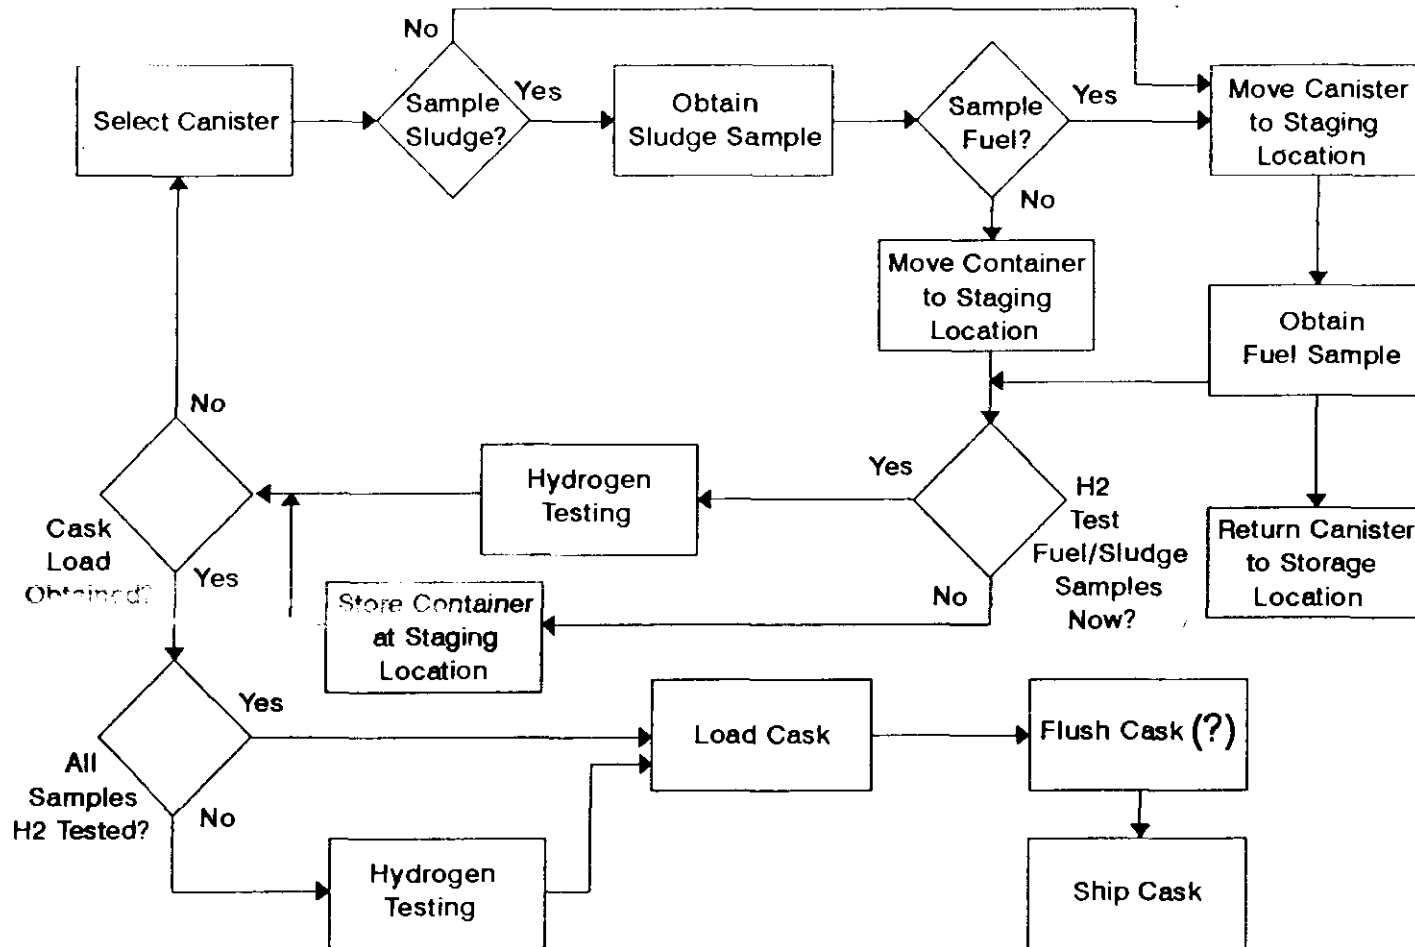 No
Select Canister
Sample
Sludge?
Yes
Obtain
Sludge Sample
Sample
Fuel?
Yes
Move Canister
to Staging
Location
No
Move Container
to Staging
Location
Obtain
Fuel Sample
No
Cask
Load
Obtained?
Yes
Hydrogen
Testing
Yes
H2
Test
Fuel/Sludge
Samples
Now?
No
Return Canister
to Storage
Location
Store Container
at Staging
Location
All
Samples
H2 Tested?
Yes
No
Hydrogen
Testing
Load Cask
Flush Cask (?)
Ship Cask